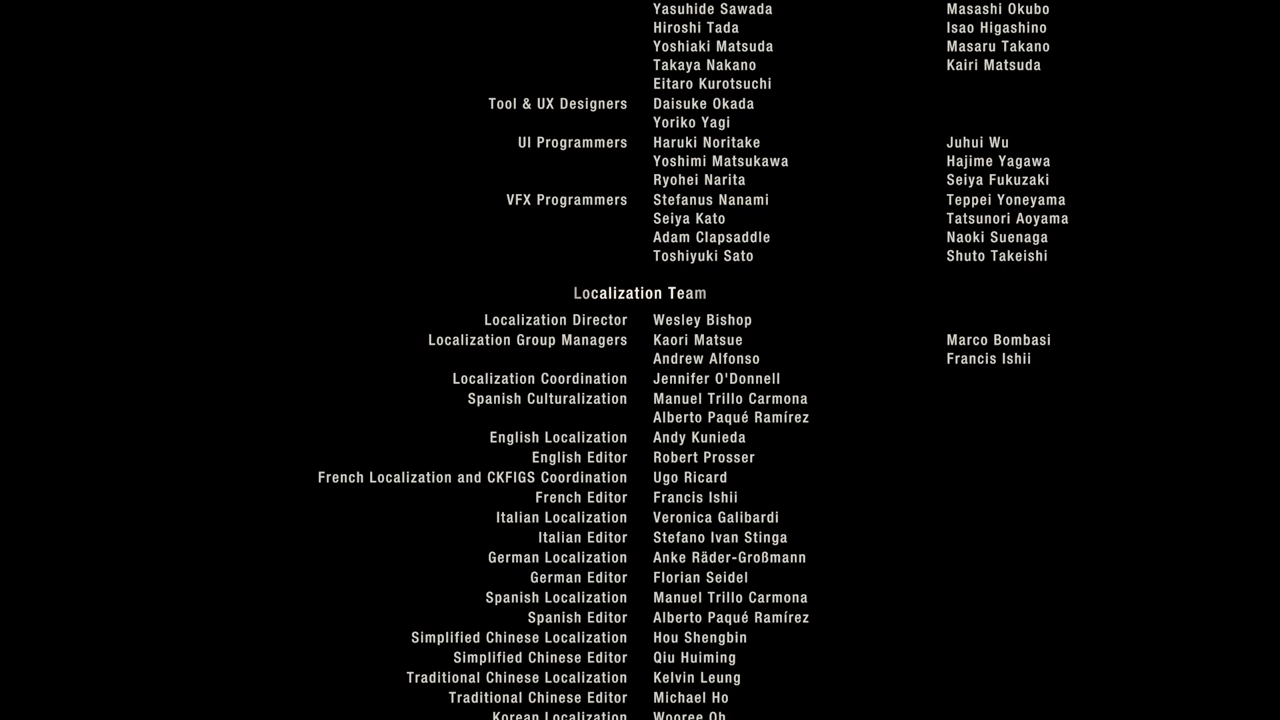 Yasuhide Sawada Masashi Okubo
Hiroshi Tada Isao Higashino
Yoshiaki Matsuda Masaru Takano
Takaya Nakano Kairi Matsuda
Eitaro Kurotsuchi
Tool & UX Designers Daisuke Okada
Yoriko Yagi
UI Programmers Haruki Noritake Juhui Wu
Yoshimi Matsukawa Hajime Yagawa
Ryohei Narita Seiya Fukuzaki
VFX Programmers Stefanus Nanami Teppei Yoneyama
Seiya Kato Tatsunori Aoyama
Adam Clapsaddle Naoki Suenaga
Toshiyuki Sato Shuto Takeishi
Localization Team
Localization Director Wesley Bishop
Localization Group Managers Kaori Matsue Marco Bombasi
Andrew Alfonso Francis Ishii
Localization Coordination Jennifer O'Donnell
Spanish Culturalization Manuel Trillo Carmona
Alberto Paqué Ramírez
English Localization Andy Kunieda
English Editor Robert Prosser
French Localization and CKFIGS Coordination Ugo Ricard
French Editor Francis Ishii
Italian Localization Veronica Galibardi
Italian Editor Stefano Ivan Stinga
German Localization Anke Räder-Großmann
German Editor Florian Seidel
Spanish Localization Manuel Trillo Carmona
Spanish Editor Alberto Paqué Ramírez
Simplified Chinese Localization Hou Shengbin
Simplified Chinese Editor Qiu Huiming
Traditional Chinese Localization Kelvin Leung
Traditional Chinese Editor Michael Ho
Korean Localization Wooree Oh